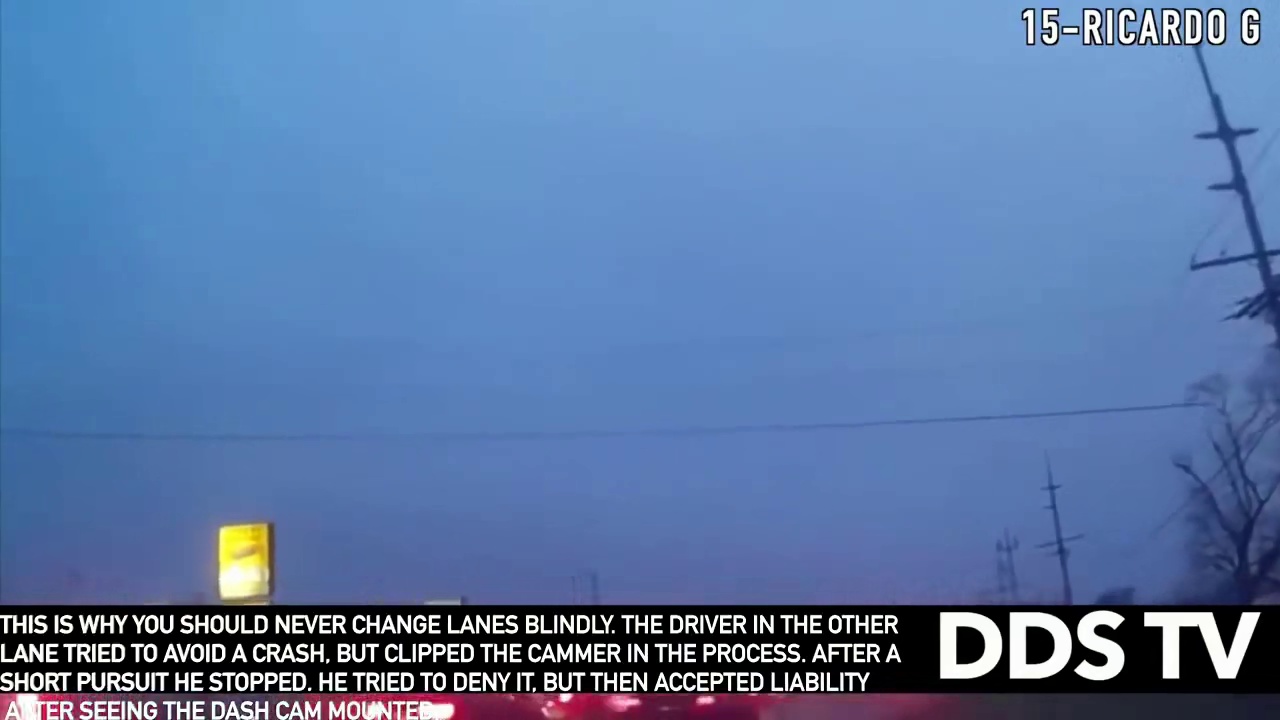 15-RICARDO G
THIS IS WHY YOU SHOULD NEVER CHANGE LANES BLINDLY. THE DRIVER IN THE OTHER
LANE TRIED TO AVOID A CRASH, BUT CLIPPED THE CAMMER IN THE PROCESS. AFTER A
SHORT PURSUIT HE STOPPED. HE TRIED TO DENY IT, BUT THEN ACCEPTED LIABILITY
AFTER SEEING THE DASH CAM MOUNTED.
DDS TV